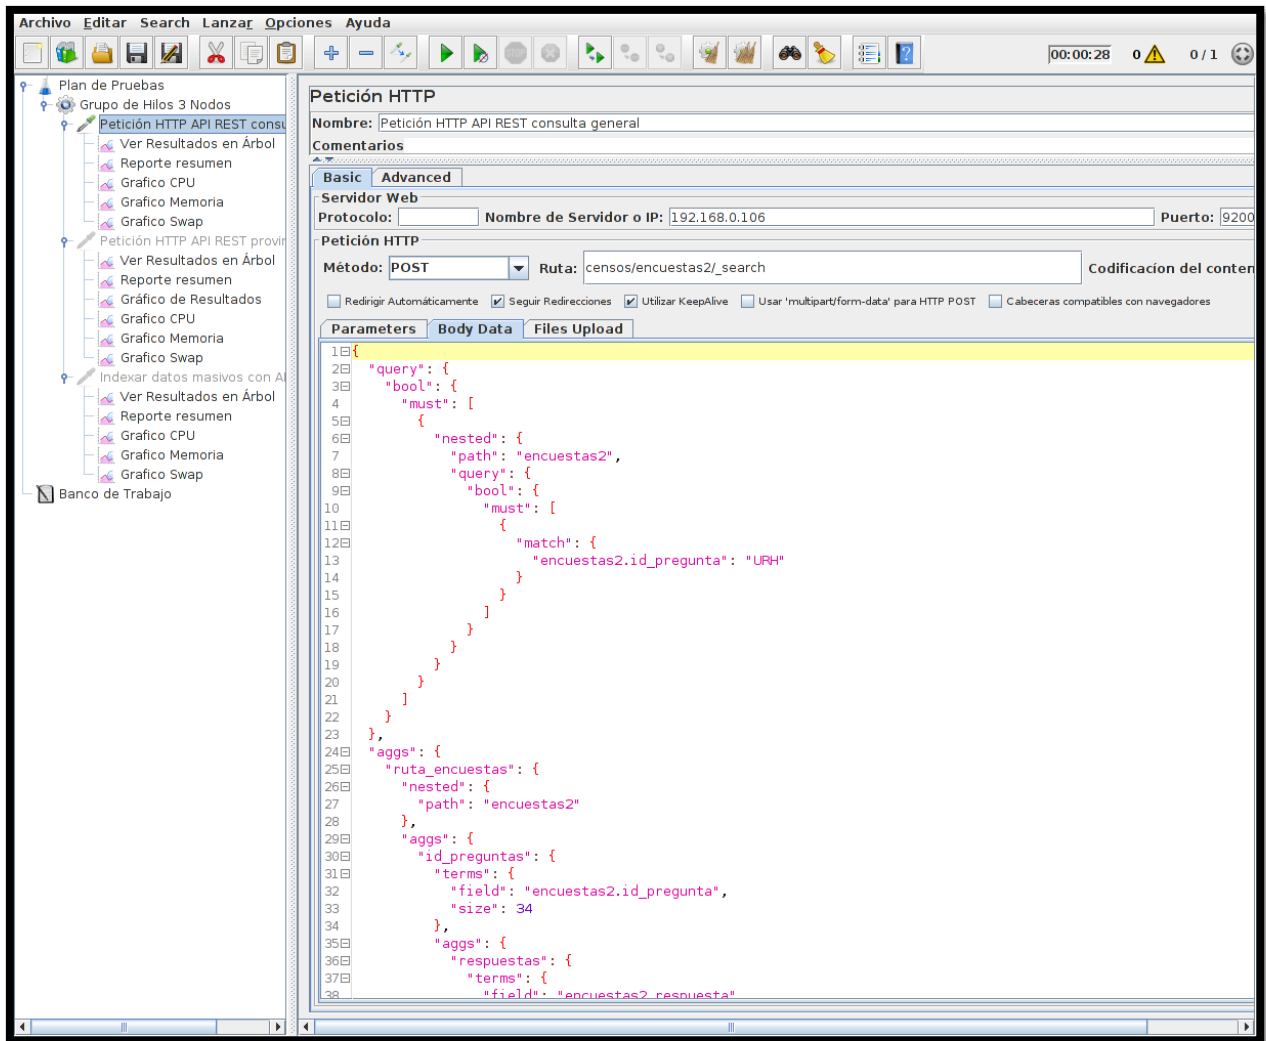 Archivo Editar Search Lanzar Opciones Ayuda
00:00:28 0 0 / 1
Plan de Pruebas
Grupo de Hilos 3 Nodos
Petición HTTP API REST consu
Ver Resultados en Árbol
Reporte resumen
Grafico CPU
Grafico Memoria
Grafico Swap
Petición HTTP API REST provin
Ver Resultados en Árbol
Reporte resumen
Gráfico de Resultados
Grafico CPU
Grafico Memoria
Grafico Swap
Indexar datos masivos con AI
Ver Resultados en Árbol
Reporte resumen
Grafico CPU
Grafico Memoria
Grafico Swap
Banco de Trabajo
Petición HTTP
Nombre: Petición HTTP API REST consulta general
Comentarios
Basic Advanced
Servidor Web
Protocolo: Nombre de Servidor o IP: 192.168.0.106 Puerto: 9200
Petición HTTP
Método: POST Ruta: censos/encuestas2/_search Codificacíon del conten
Redirigir Automáticamente Seguir Redirecciones Utilizar KeepAlive Usar 'multipart/form-data' para HTTP POST Cabeceras compatibles con navegadores
Parameters Body Data Files Upload
1 {
2 "query": {
3 "bool": {
4 "must": [
5 {
6 "nested": {
7 "path": "encuestas2",
8 "query": {
9 "bool": {
10 "must": [
11 {
12 "match": {
13 "encuestas2.id_pregunta": "URH"
14 }
15 }
16 ]
17 }
18 }
19 }
20 }
21 ]
22 }
23 },
24 "aggs": {
25 "ruta_encuestas": {
26 "nested": {
27 "path": "encuestas2"
28 },
29 "aggs": {
30 "id_preguntas": {
31 "terms": {
32 "field": "encuestas2.id_pregunta",
33 "size": 34
34 },
35 "aggs": {
36 "respuestas": {
37 "terms": {
38 "field": "encuestas2.respuesta"